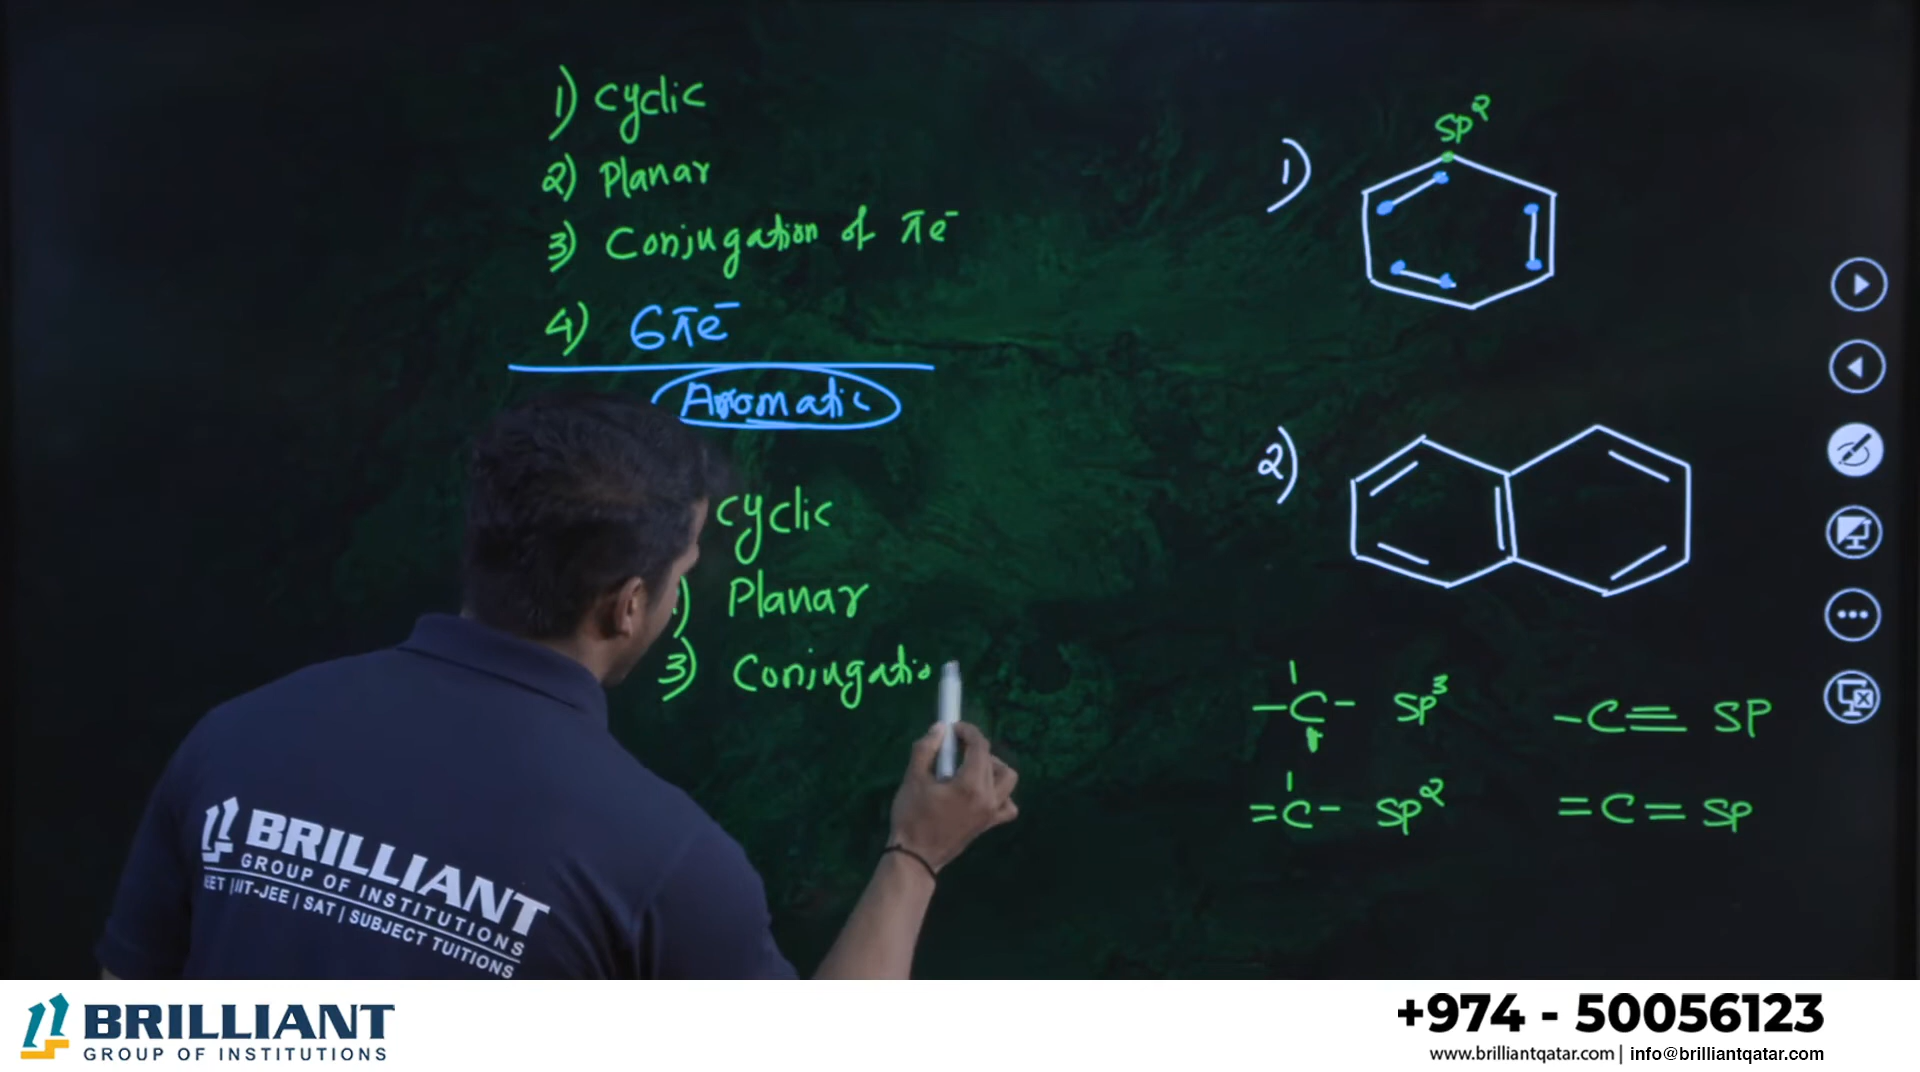 1) cyclic
2) Planar
3) Conjugation of πe⁻
4) 6πe⁻
Aromatic
cyclic
) Planar
3) Conjugatio
1)
SP²
2)
-C- SP³
-C≡ SP
=C- SP²
=C= SP
BRILLIANT
GROUP OF INSTITUTIONS
EET | IIT-JEE | SAT | SUBJECT TUITIONS
BRILLIANT
GROUP OF INSTITUTIONS
+974 - 50056123
www.brilliantqatar.com | info@brilliantqatar.com